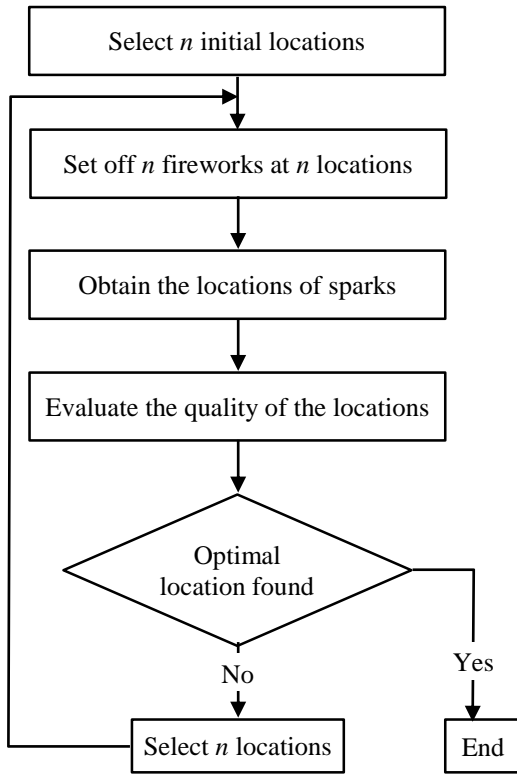 Select n initial locations
Set off n fireworks at n locations
Obtain the locations of sparks
Evaluate the quality of the locations
Optimal
location found
No
Yes
Select n locations
End